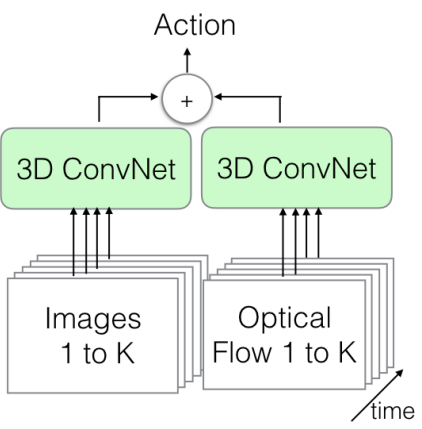 Action
+
3D ConvNet
3D ConvNet
Images
1 to K
Optical
Flow 1 to K
time